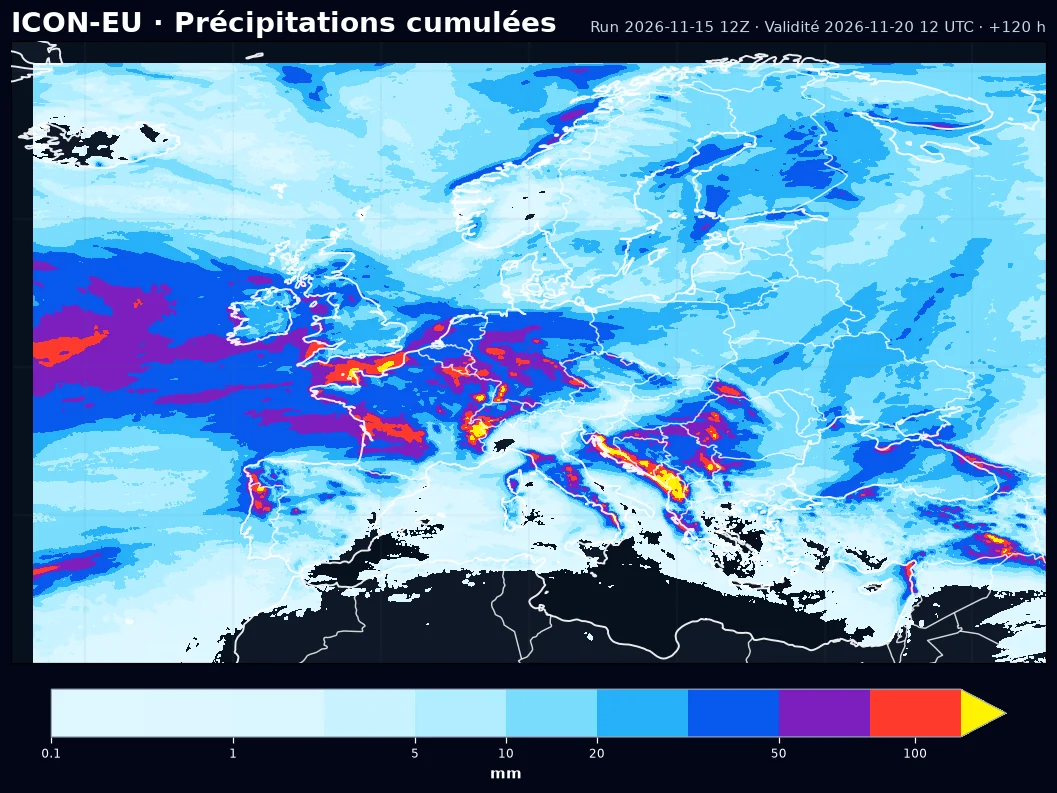 ICON-EU · Précipitations cumulées
Run 2026-11-15 12Z · Validité 2026-11-20 12 UTC · +120 h
0.1 1 5 10 20 50 100
mm